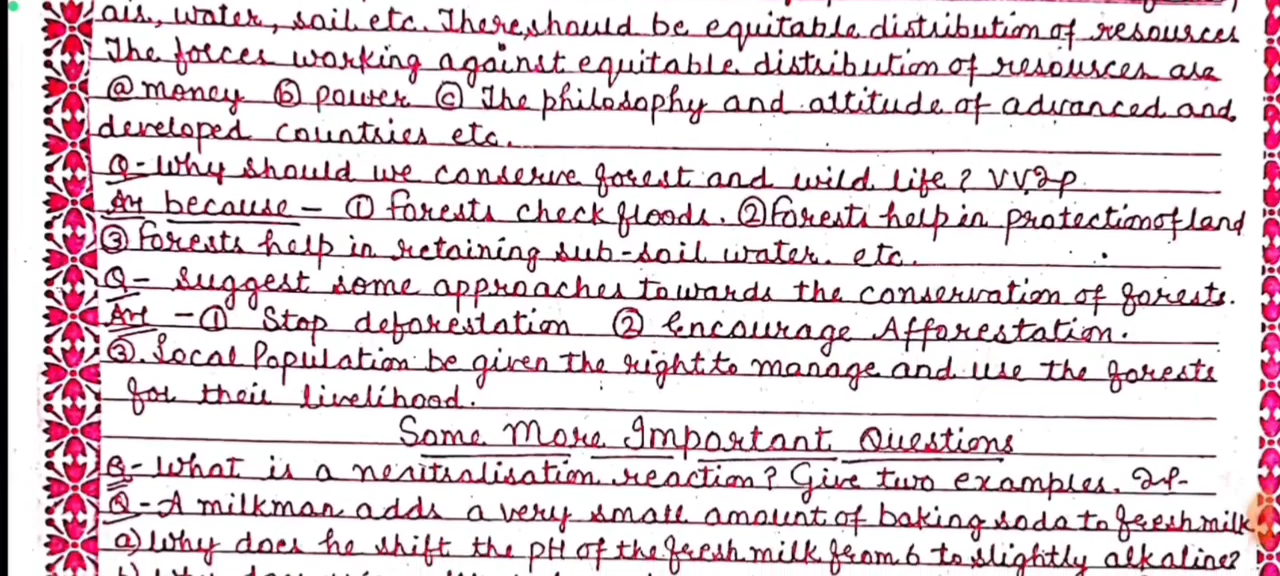 air, water, soil etc. There should be equitable distribution of resources
The forces working against equitable distribution of resources are
ⓐ money ⓑ power ⓒ The philosophy and attitude of advanced and
developed countries etc.
Q- Why should we conserve forest and wild life? VV2p
Ans because - ① Forests check floods. ② Forests help in protection of land
③ Forests help in retaining sub-soil water. etc.
Q- Suggest some approaches towards the conservation of forests.
Ans - ① Stop deforestation ② Encourage Afforestation.
③. Local Population be given the right to manage and use the forests
for their livelihood.
Some More Important Questions
Q- What is a neutralisation reaction? Give two examples. 2p-
Q- A milkman adds a very small amount of baking soda to fresh milk.
a) Why does he shift the pH of the fresh milk from 6 to slightly alkaline?